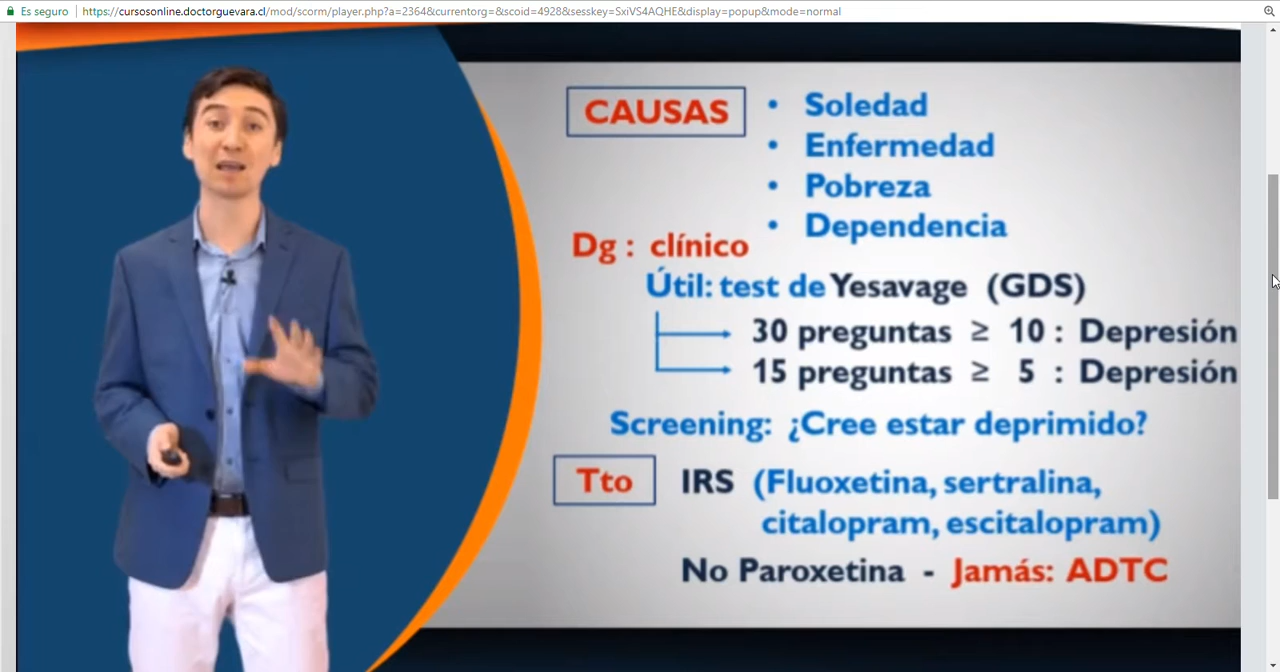 Es seguro
https://cursosonline.doctorguevara.cl/mod/scorm/player.php?a=2364&currentorg=&scoid=4928&sesskey=SxiVS4AQHE&display=popup&mode=normal
CAUSAS
• Soledad
• Enfermedad
• Pobreza
• Dependencia
Dg : clínico
Útil: test de Yesavage (GDS)
30 preguntas ≥ 10 : Depresión
15 preguntas ≥ 5 : Depresión
Screening: ¿Cree estar deprimido?
Tto IRS (Fluoxetina, sertralina,
citalopram, escitalopram)
No Paroxetina - Jamás: ADTC